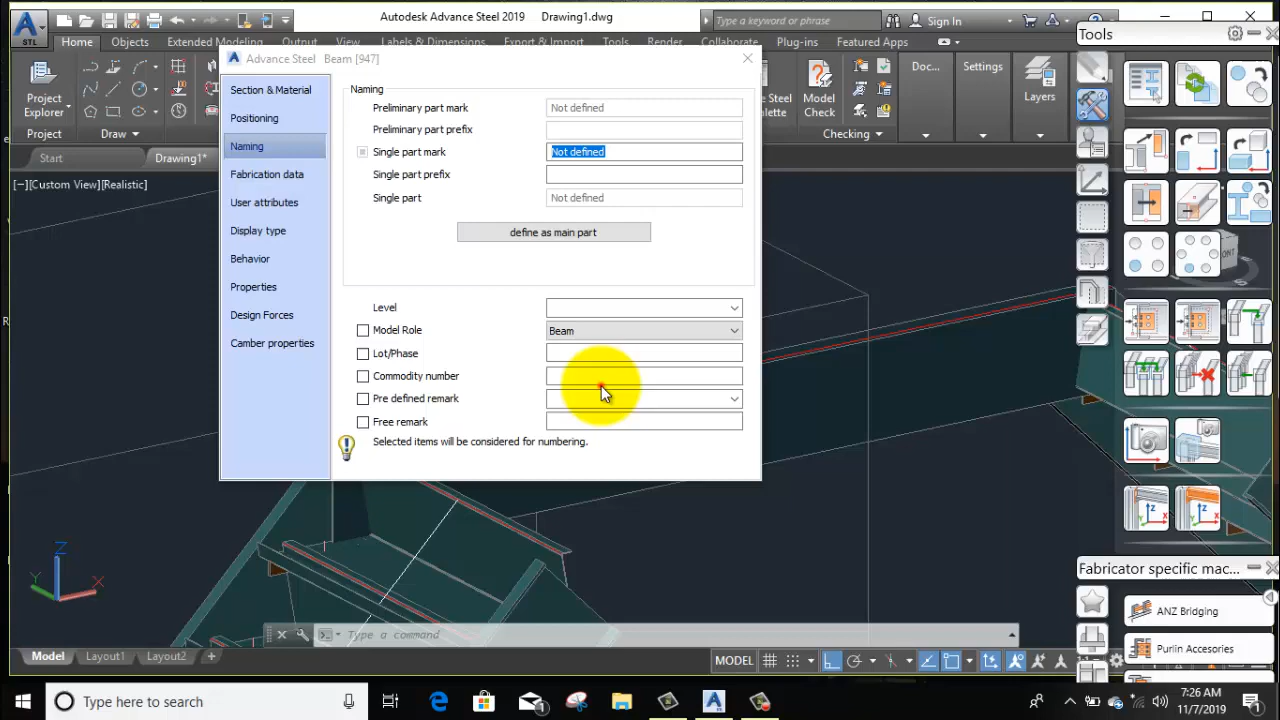 Autodesk Advance Steel 2019 Drawing1.dwg
Type a keyword or phrase
Sign In
STL
Home Objects Extended Modeling Output View Labels & Dimensions Export & Import Tools Render Collaborate Plug-ins Featured Apps
Tools
Advance Steel Beam [947]
Project
Explorer
Project
Draw
Model
Check
Checking
Doc...
Settings
Layers
Start
Drawing1*
[−][Custom View][Realistic]
Section & Material
Positioning
Naming
Fabrication data
User attributes
Display type
Behavior
Properties
Design Forces
Camber properties
Naming
Preliminary part mark Not defined
Preliminary part prefix
Single part mark Not defined
Single part prefix
Single part Not defined
define as main part
Level
Model Role Beam
Lot/Phase
Commodity number
Pre defined remark
Free remark
Selected items will be considered for numbering.
Z
Y
X
Type a command
Model Layout1 Layout2 +
MODEL
Fabricator specific mac...
ANZ Bridging
Purlin Accesories
Type here to search
7:26 AM
11/7/2019